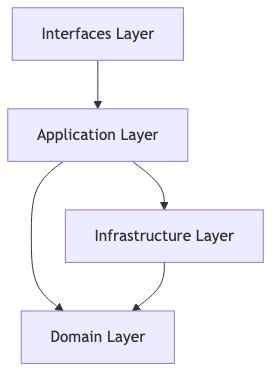 Interfaces Layer
Application Layer
Infrastructure Layer
Domain Layer